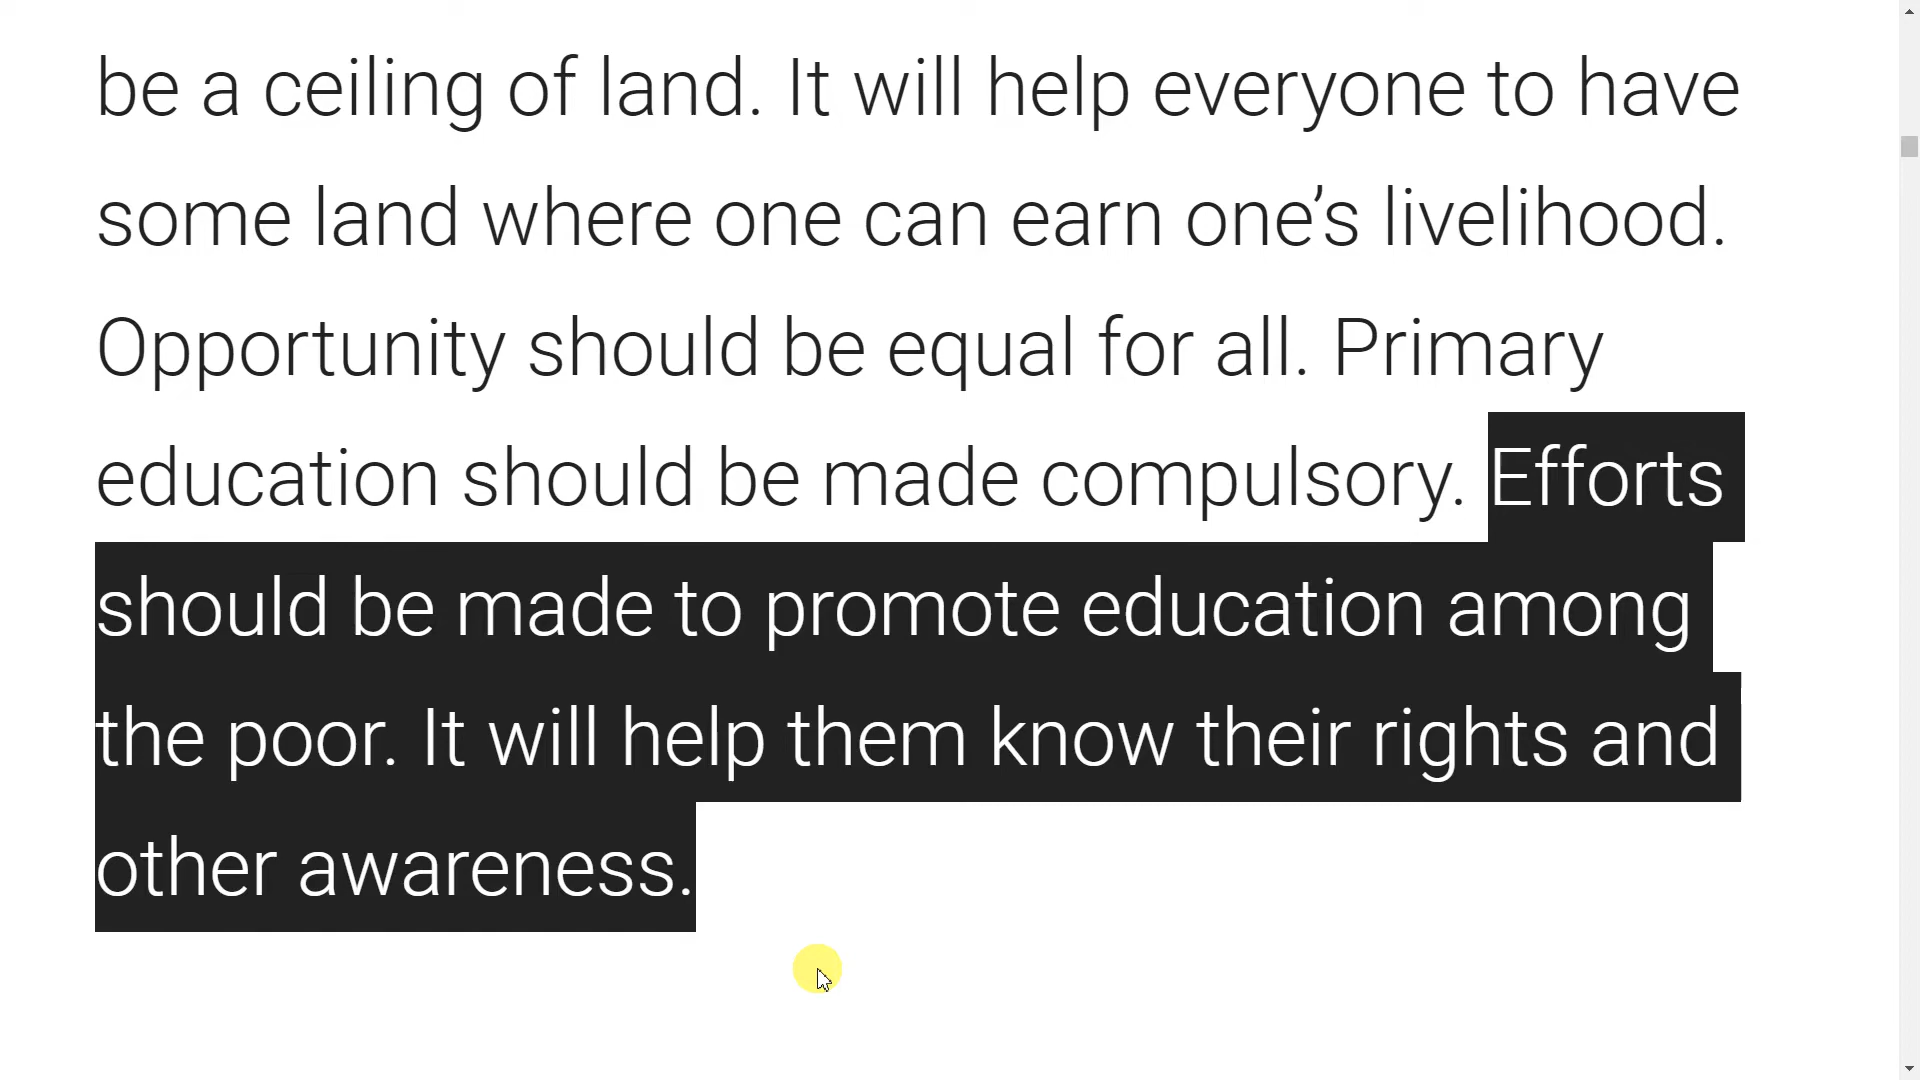 be a ceiling of land. It will help everyone to have
some land where one can earn one’s livelihood.
Opportunity should be equal for all. Primary
education should be made compulsory. Efforts
should be made to promote education among
the poor. It will help them know their rights and
other awareness.